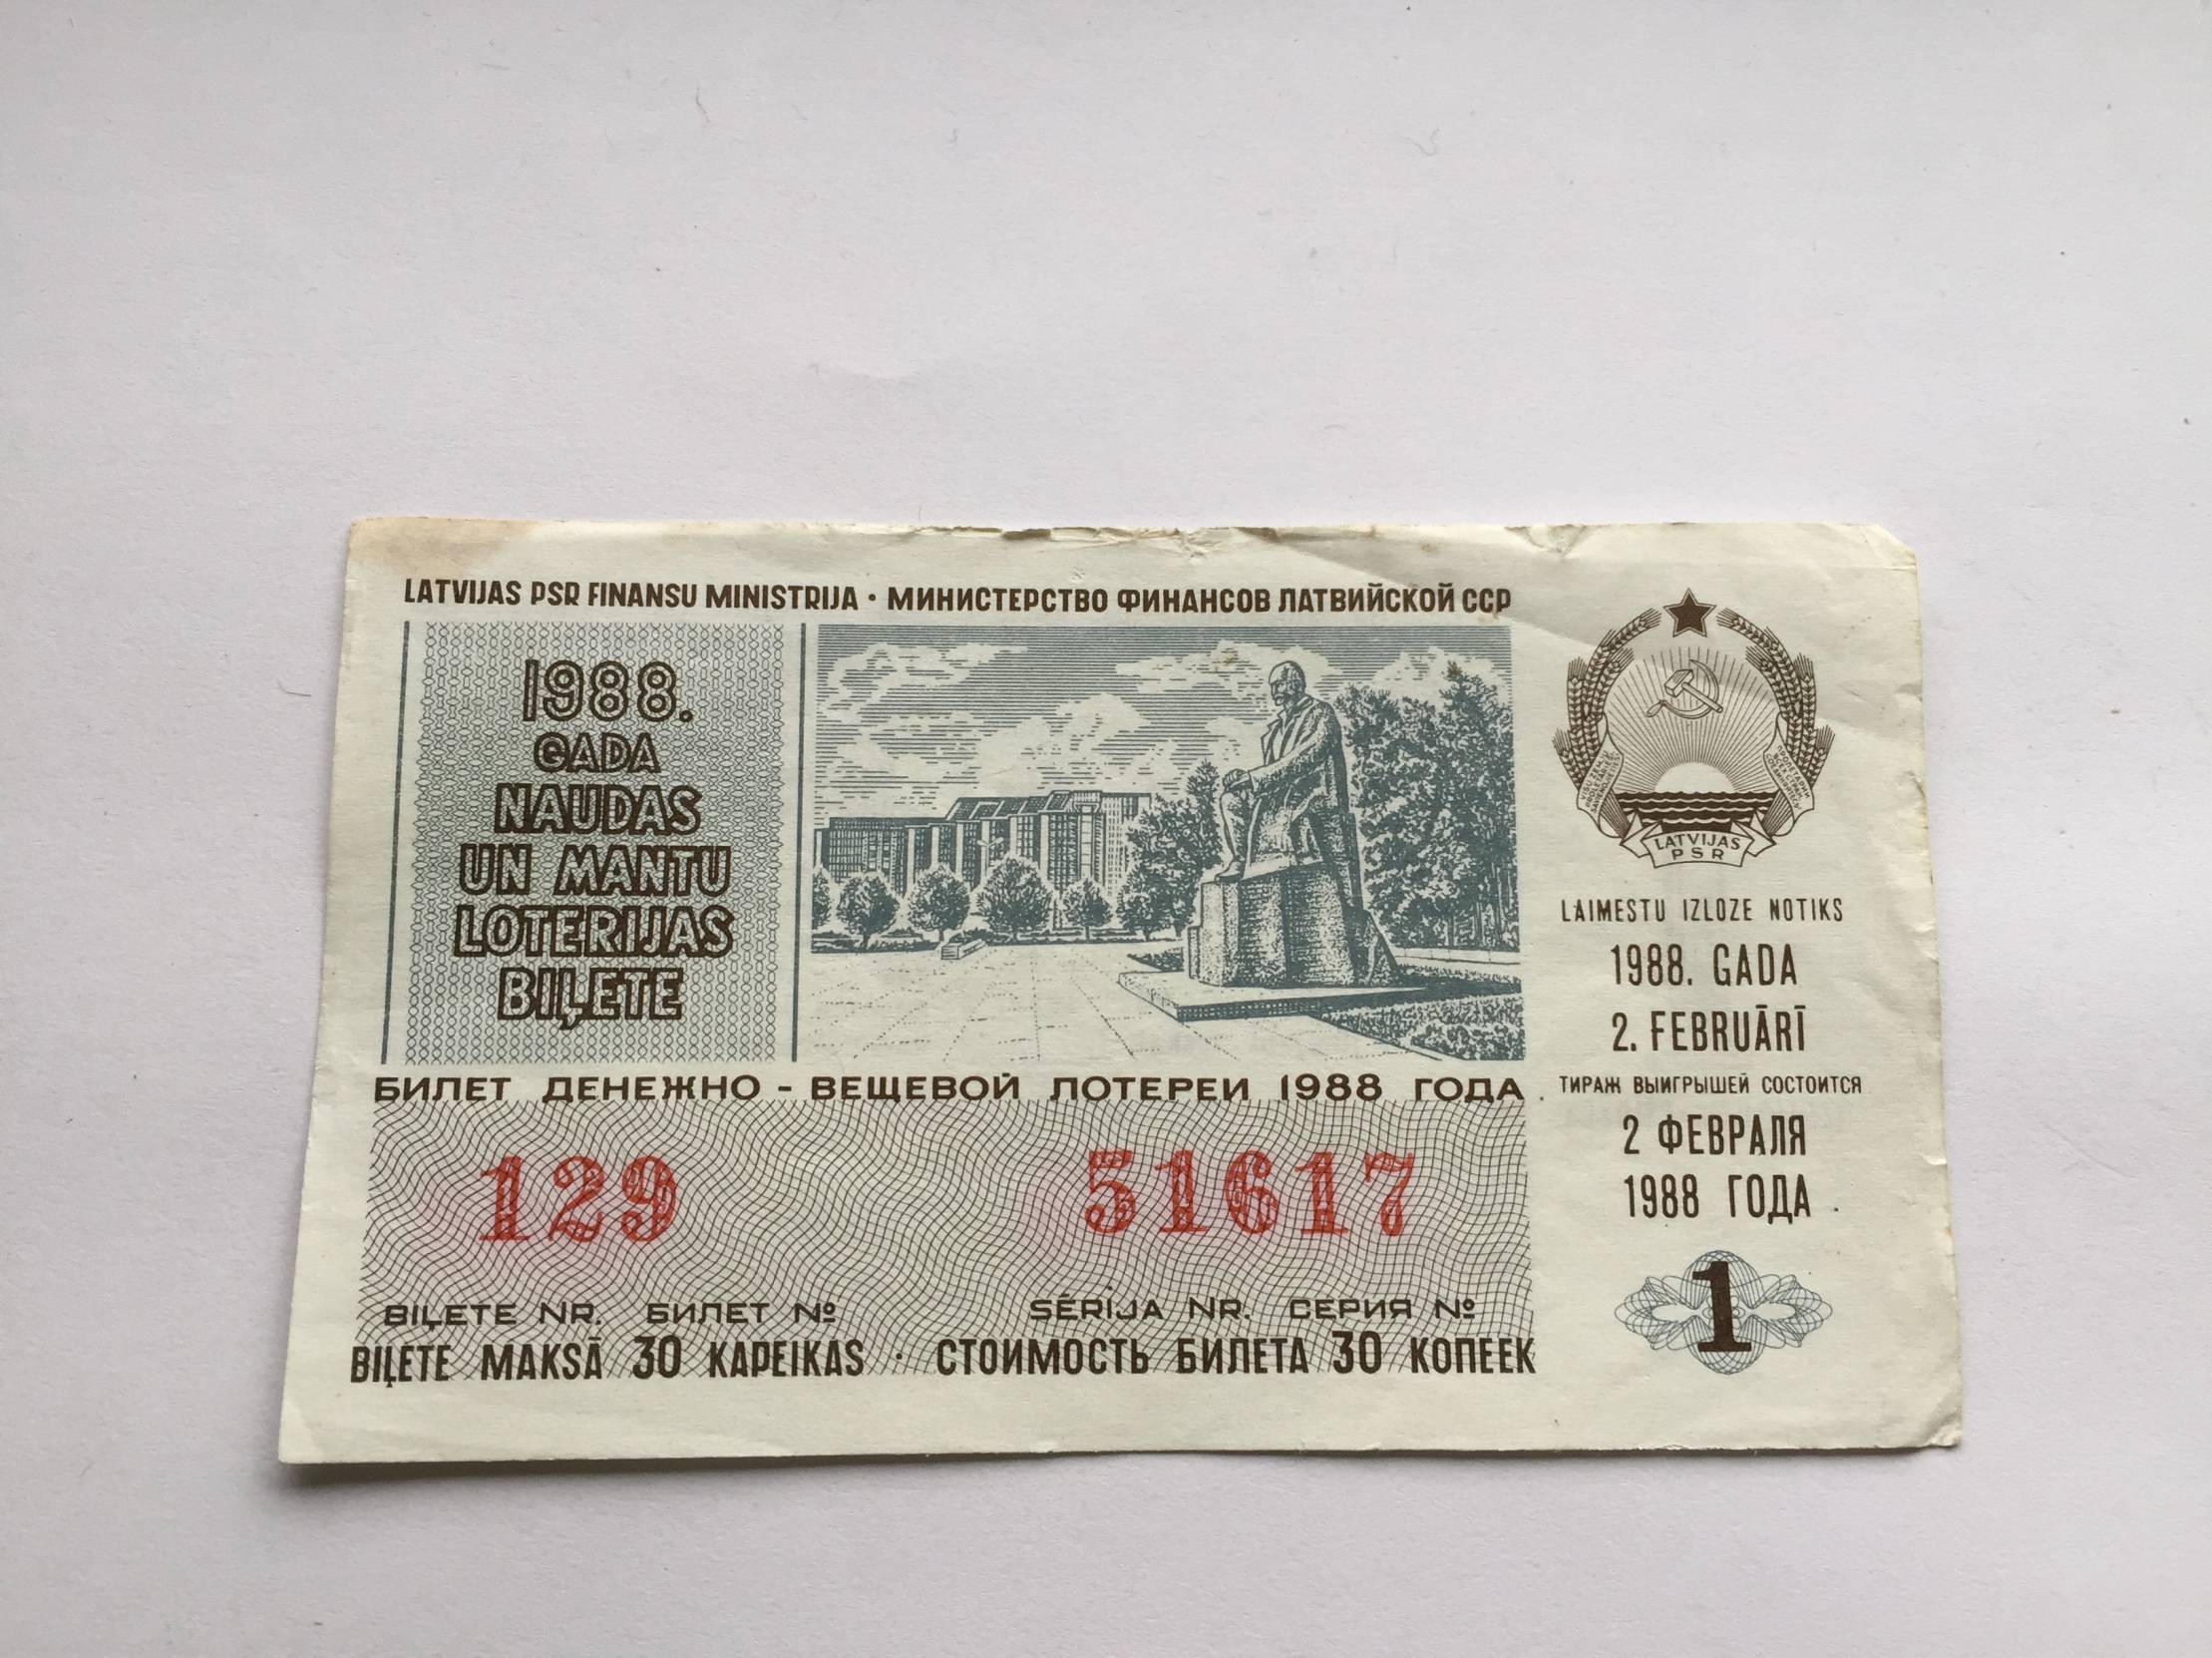 LATVIJAS PSR FINANSU MINISTRIJA • МИНИСТЕРСТВО ФИНАНСОВ ЛАТВИЙСКОЙ ССР
1988.
GADA
NAUDAS
UN MANTU
LOTERIJAS
BIĻETE
БИЛЕТ ДЕНЕЖНО - ВЕЩЕВОЙ ЛОТЕРЕИ 1988 ГОДА
129 51617
BIĻETE NR. БИЛЕТ № SĒRIJA NR. СЕРИЯ №
BIĻETE MAKSĀ 30 KAPEIKAS • СТОИМОСТЬ БИЛЕТА 30 КОПЕЕК
LATVIJAS
PSR
LAIMESTU IZLOZE NOTIKS
1988. GADA
2. FEBRUĀRĪ
ТИРАЖ ВЫИГРЫШЕЙ СОСТОИТСЯ
2 ФЕВРАЛЯ
1988 ГОДА
1